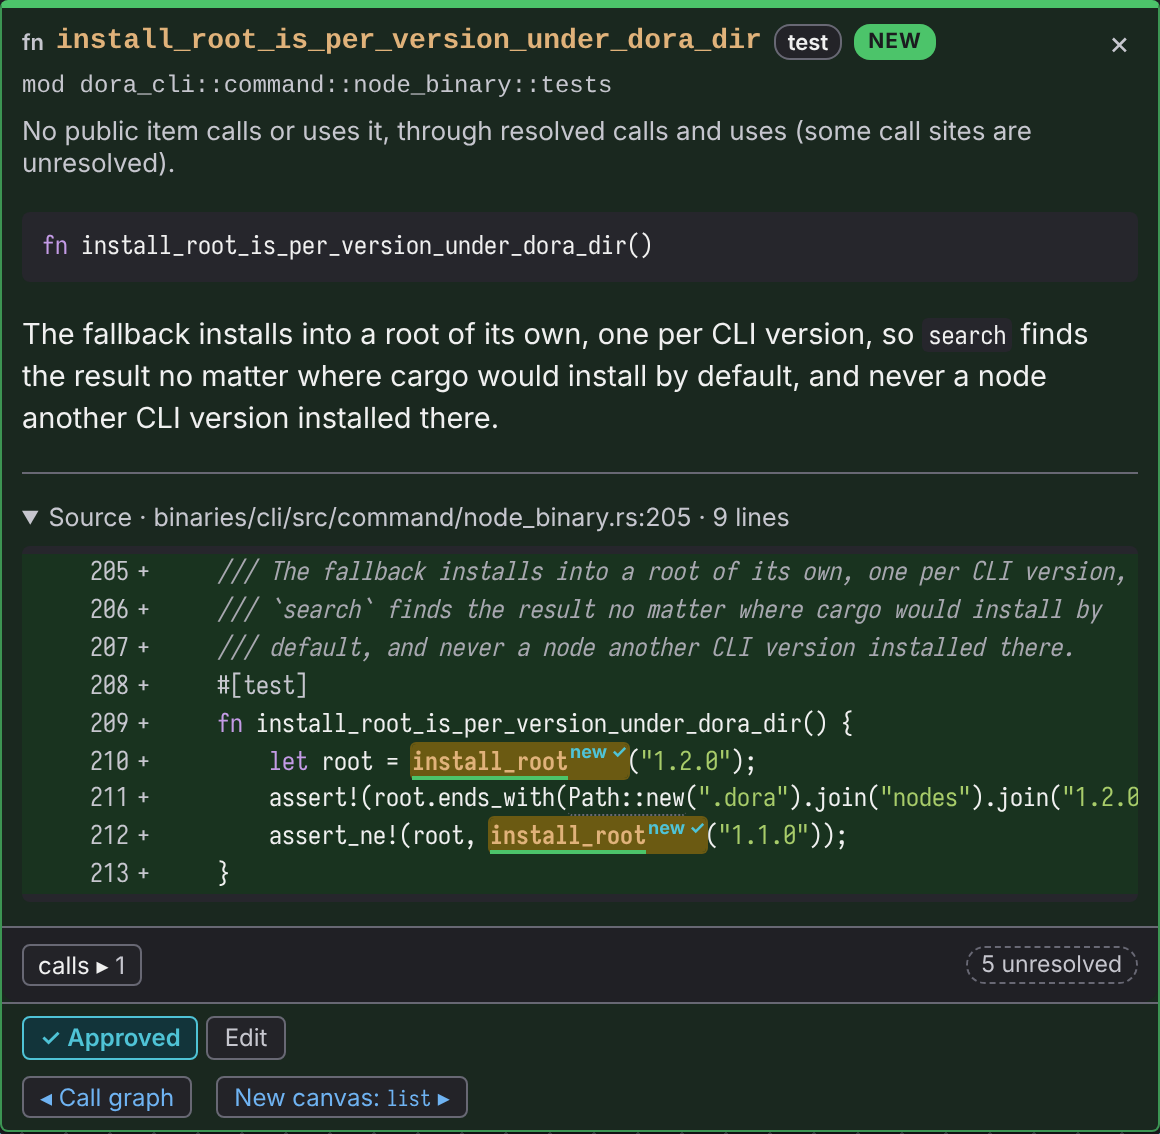 fn install_root_is_per_version_under_dora_dir test NEW ×
mod dora_cli::command::node_binary::tests
No public item calls or uses it, through resolved calls and uses (some call sites are
unresolved).
fn install_root_is_per_version_under_dora_dir()
The fallback installs into a root of its own, one per CLI version, so search finds
the result no matter where cargo would install by default, and never a node
another CLI version installed there.
▼ Source · binaries/cli/src/command/node_binary.rs:205 · 9 lines
205 + /// The fallback installs into a root of its own, one per CLI version,
206 + /// `search` finds the result no matter where cargo would install by
207 + /// default, and never a node another CLI version installed there.
208 + #[test]
209 + fn install_root_is_per_version_under_dora_dir() {
210 + let root = install_root new ✓("1.2.0");
211 + assert!(root.ends_with(Path::new(".dora").join("nodes").join("1.2.0
212 + assert_ne!(root, install_root new ✓("1.1.0"));
213 + }
calls ▸ 1 5 unresolved
✓ Approved Edit
◂ Call graph New canvas: list ▸